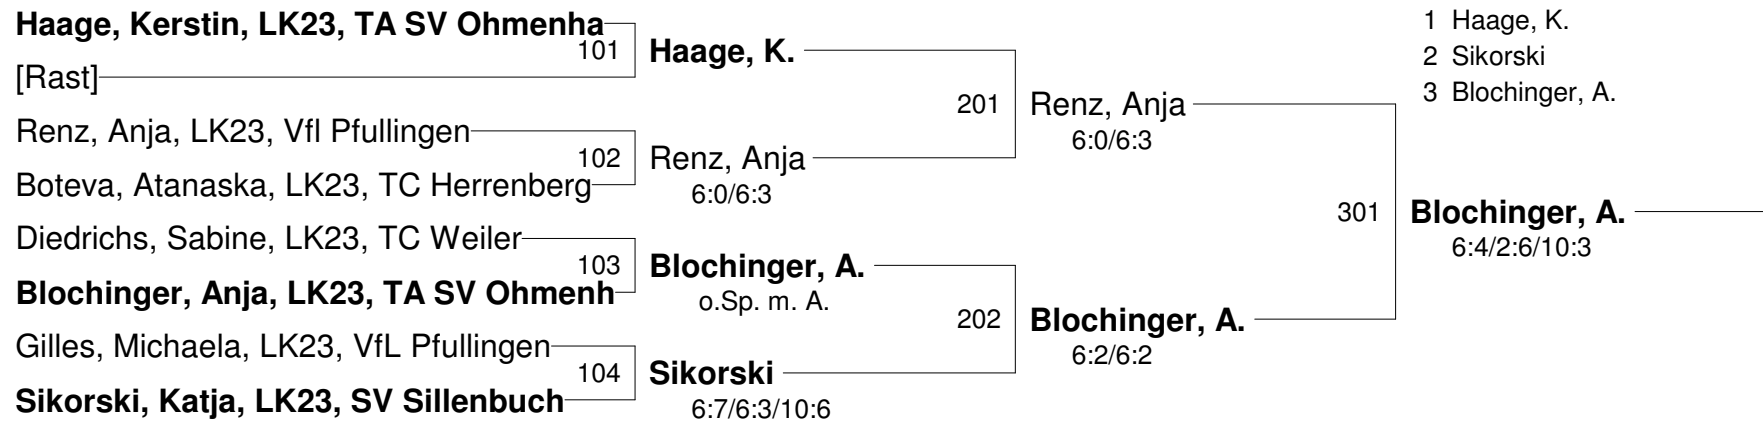 Haage, Kerstin, LK23, TA SV Ohmenha
101
Haage, K.
[Rast]
201
Renz, Anja
6:0/6:3
Renz, Anja, LK23, Vfl Pfullingen
102
Renz, Anja
6:0/6:3
Boteva, Atanaska, LK23, TC Herrenberg
301
Blochinger, A.
6:4/2:6/10:3
Diedrichs, Sabine, LK23, TC Weiler
103
Blochinger, A.
o.Sp. m. A.
Blochinger, Anja, LK23, TA SV Ohmenh
202
Blochinger, A.
6:2/6:2
Gilles, Michaela, LK23, VfL Pfullingen
104
Sikorski
6:7/6:3/10:6
Sikorski, Katja, LK23, SV Sillenbuch
1 Haage, K.
2 Sikorski
3 Blochinger, A.